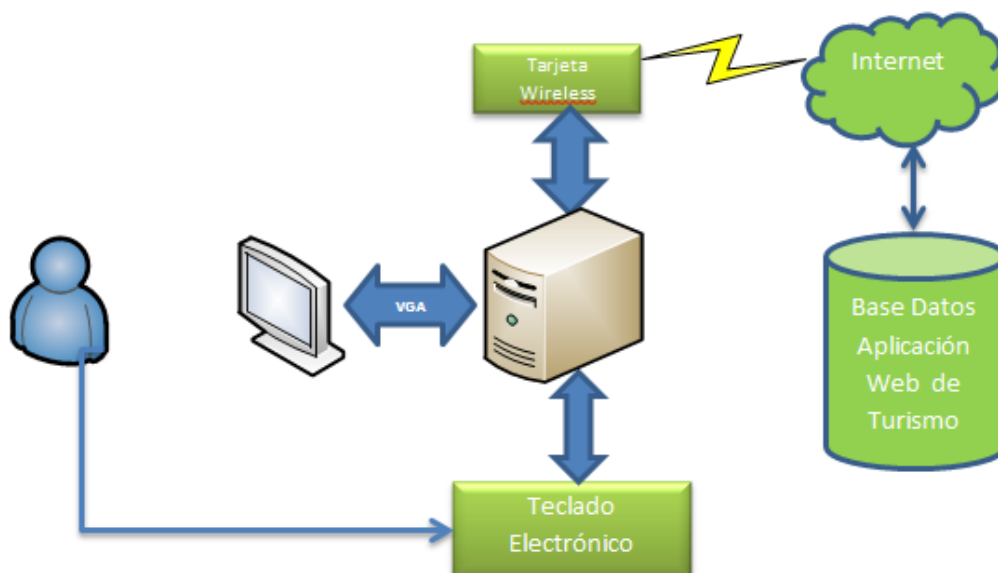 Tarjeta
Wireless
Internet
VGA
Base Datos
Aplicación
Web de
Turismo
Teclado
Electrónico